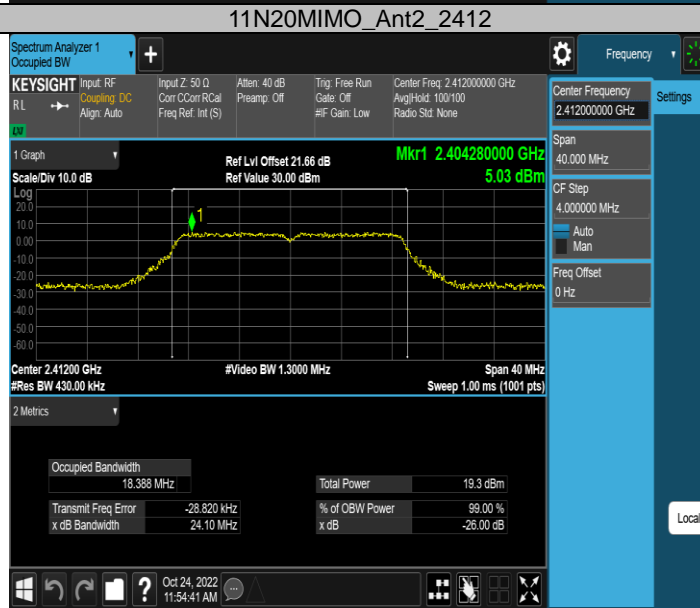 11N20MIMO_Ant2_2412
Spectrum Analyzer 1
Occupied BW
+
Frequency
KEYSIGHT
RL
LXI
Input: RF
Coupling: DC
Align: Auto
Input Z: 50 Ω
Corr CCorr RCal
Freq Ref: Int (S)
Atten: 40 dB
Preamp: Off
Trig: Free Run
Gate: Off
#IF Gain: Low
Center Freq: 2.412000000 GHz
Avg|Hold: 100/100
Radio Std: None
Center Frequency
2.412000000 GHz
Settings
Span
40.000 MHz
CF Step
4.000000 MHz
Auto
Man
Freq Offset
0 Hz
1 Graph
Ref Lvl Offset 21.66 dB
Mkr1 2.404280000 GHz
Scale/Div 10.0 dB
Ref Value 30.00 dBm
5.03 dBm
Log
20.0
10.0
0.00
-10.0
-20.0
-30.0
-40.0
-50.0
-60.0
1
Center 2.41200 GHz
#Video BW 1.3000 MHz
Span 40 MHz
#Res BW 430.00 kHz
Sweep 1.00 ms (1001 pts)
2 Metrics
Occupied Bandwidth
18.388 MHz
Total Power 19.3 dBm
Transmit Freq Error -28.820 kHz
% of OBW Power 99.00 %
x dB Bandwidth 24.10 MHz
x dB -26.00 dB
Local
?
Oct 24, 2022
11:54:41 AM